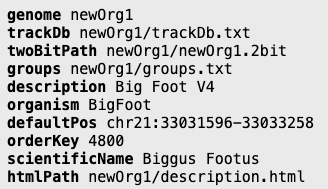 genome newOrg1
trackDb newOrg1/trackDb.txt
twoBitPath newOrg1/newOrg1.2bit
groups newOrg1/groups.txt
description Big Foot V4
organism BigFoot
defaultPos chr21:33031596-33033258
orderKey 4800
scientificName Biggus Footus
htmlPath newOrg1/description.html